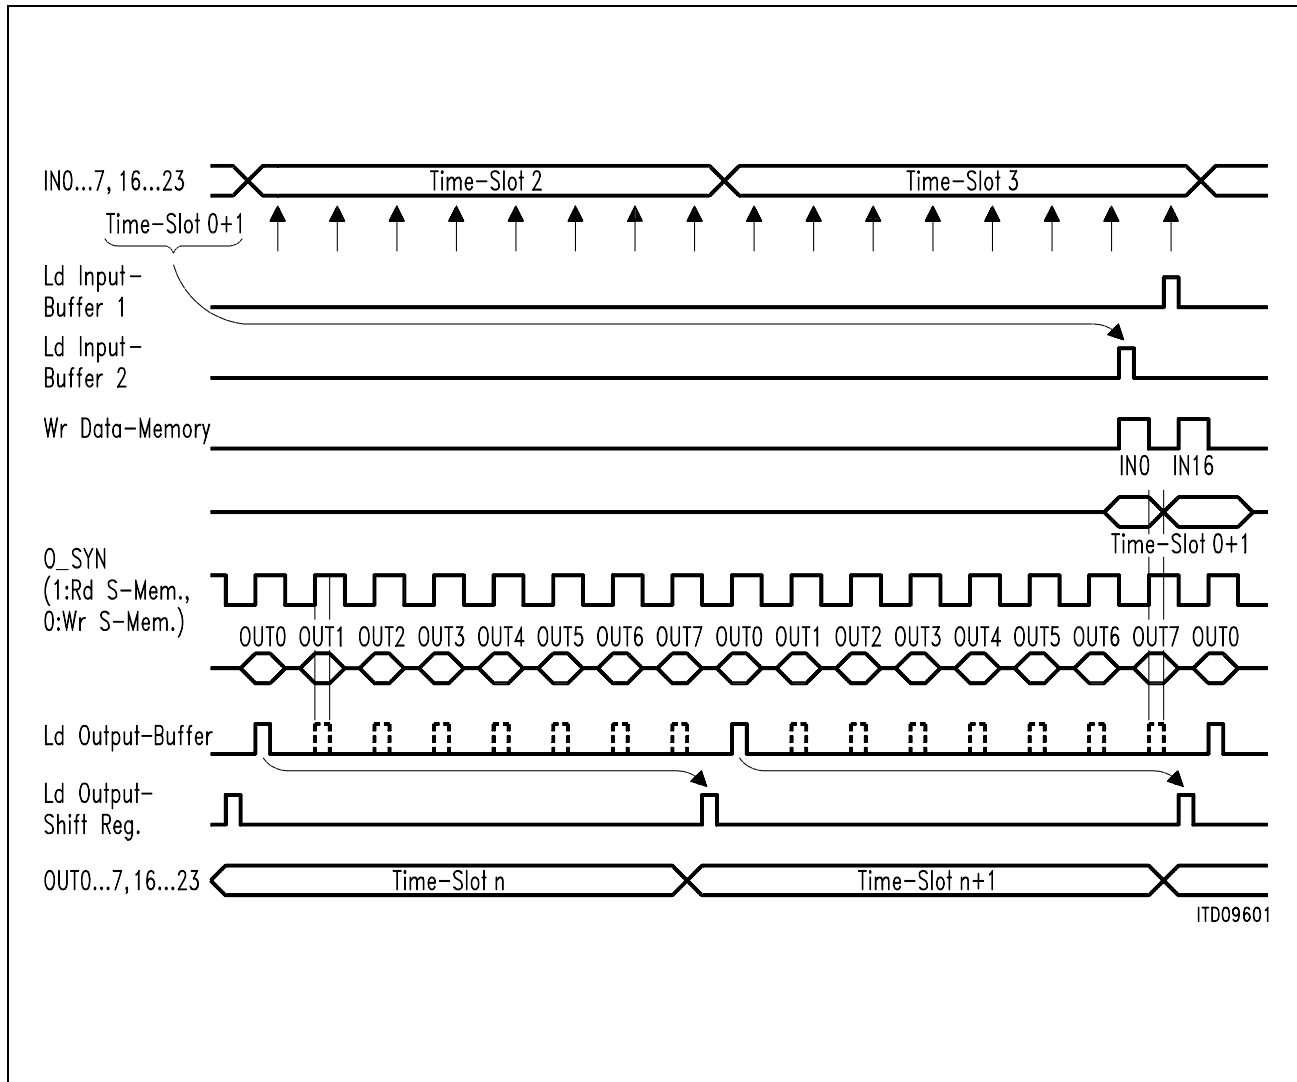 IN0...7, 16...23 Time-Slot 2 Time-Slot 3
Time-Slot 0+1
Ld Input-
Buffer 1
Ld Input-
Buffer 2
Wr Data-Memory
IN0 IN16
Time-Slot 0+1
O_SYN
(1:Rd S-Mem.,
0:Wr S-Mem.)
OUT0 OUT1 OUT2 OUT3 OUT4 OUT5 OUT6 OUT7 OUT0 OUT1 OUT2 OUT3 OUT4 OUT5 OUT6 OUT7 OUT0
Ld Output-Buffer
Ld Output-
Shift Reg.
OUT0...7, 16...23 Time-Slot n Time-Slot n+1
ITD09601